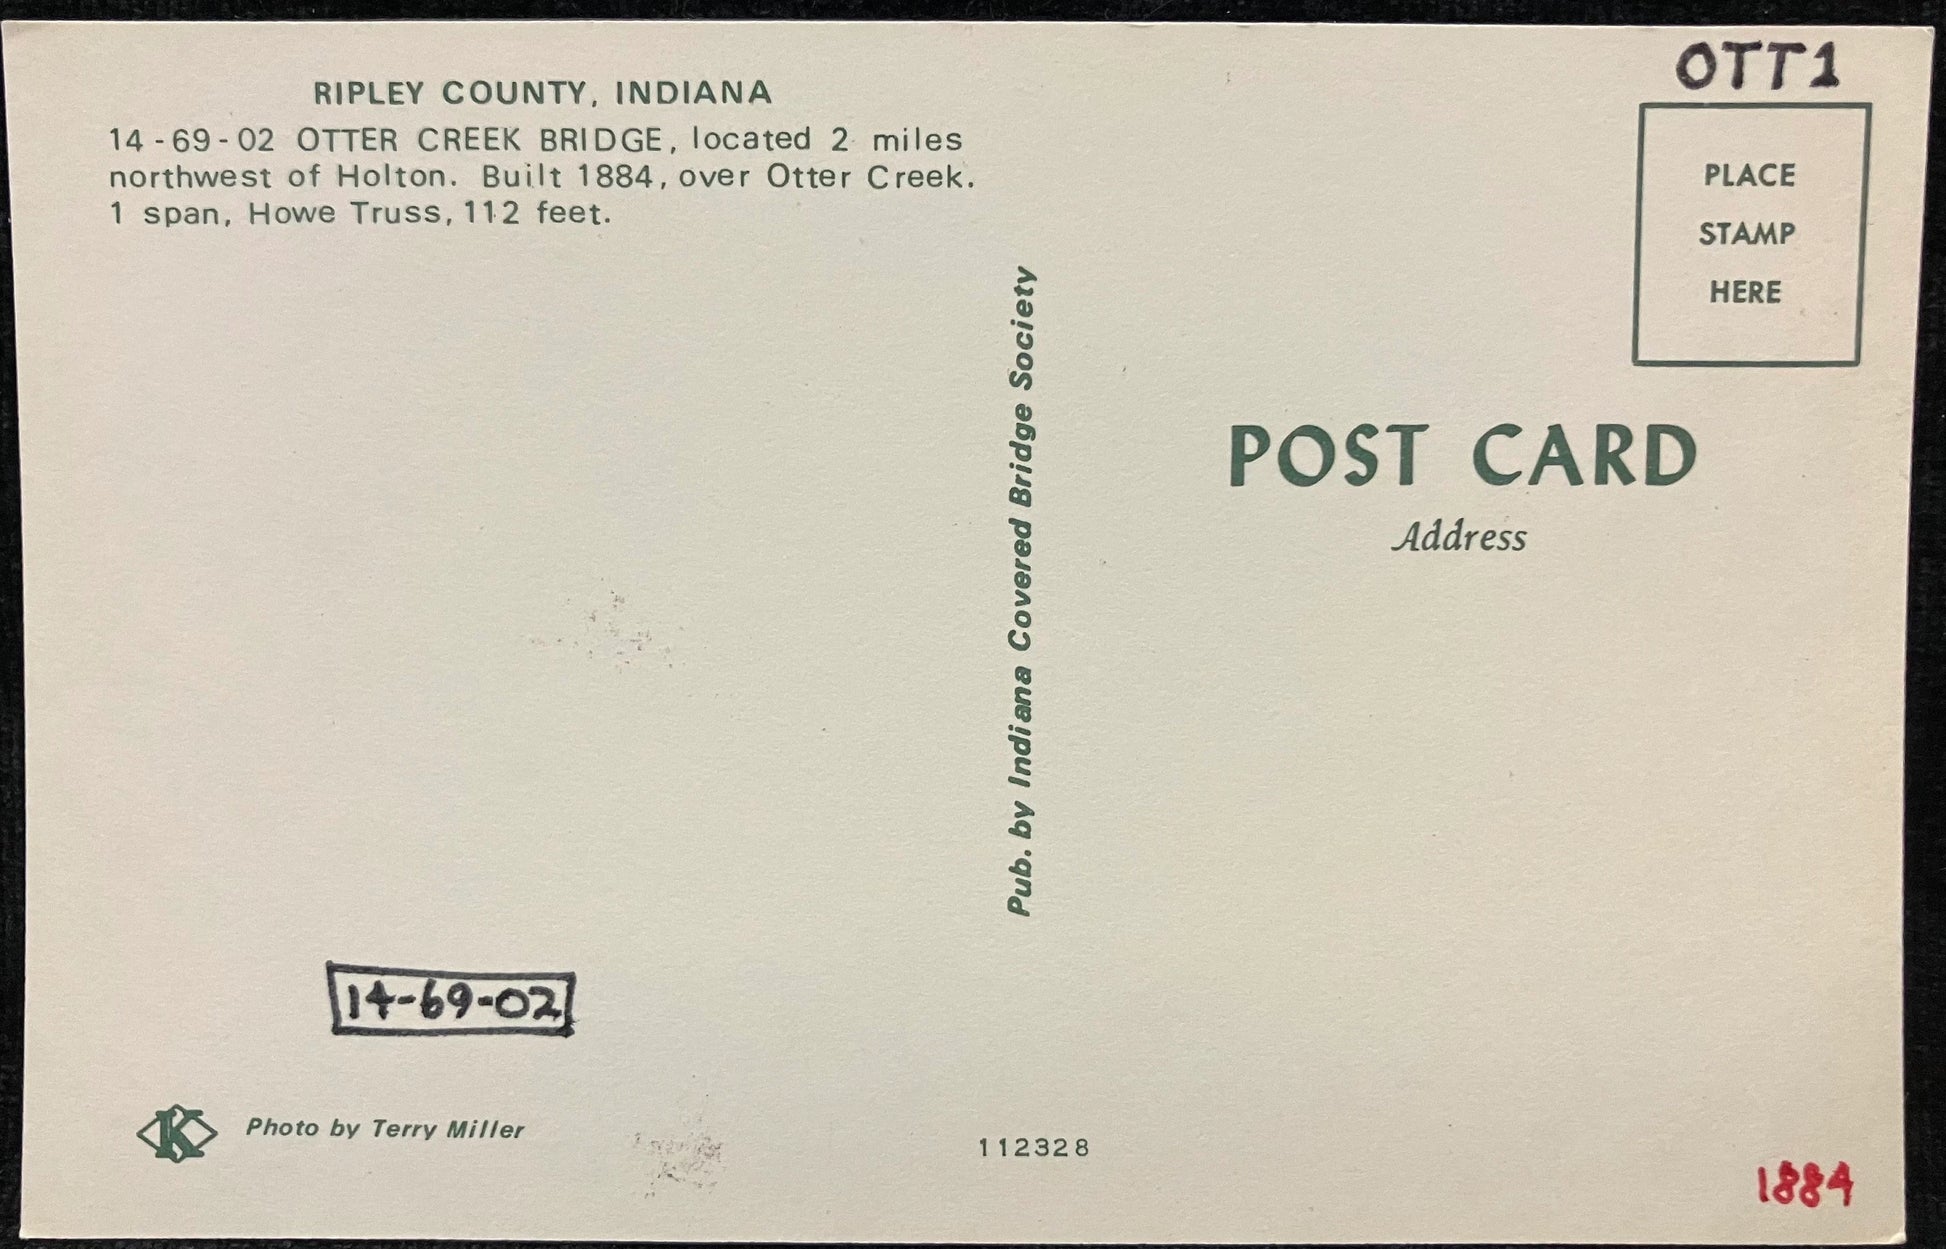 RIPLEY COUNTY, INDIANA
14-69-02 OTTER CREEK BRIDGE, located 2 miles
northwest of Holton. Built 1884, over Otter Creek.
1 span, Howe Truss, 112 feet.
OTT1
PLACE
STAMP
HERE
Pub. by Indiana Covered Bridge Society
POST CARD
Address
14-69-02
K
Photo by Terry Miller
112328
1884